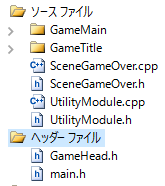 ソース ファイル
GameMain
GameTitle
SceneGameOver.cpp
SceneGameOver.h
UtilityModule.cpp
UtilityModule.h
ヘッダー ファイル
GameHead.h
main.h